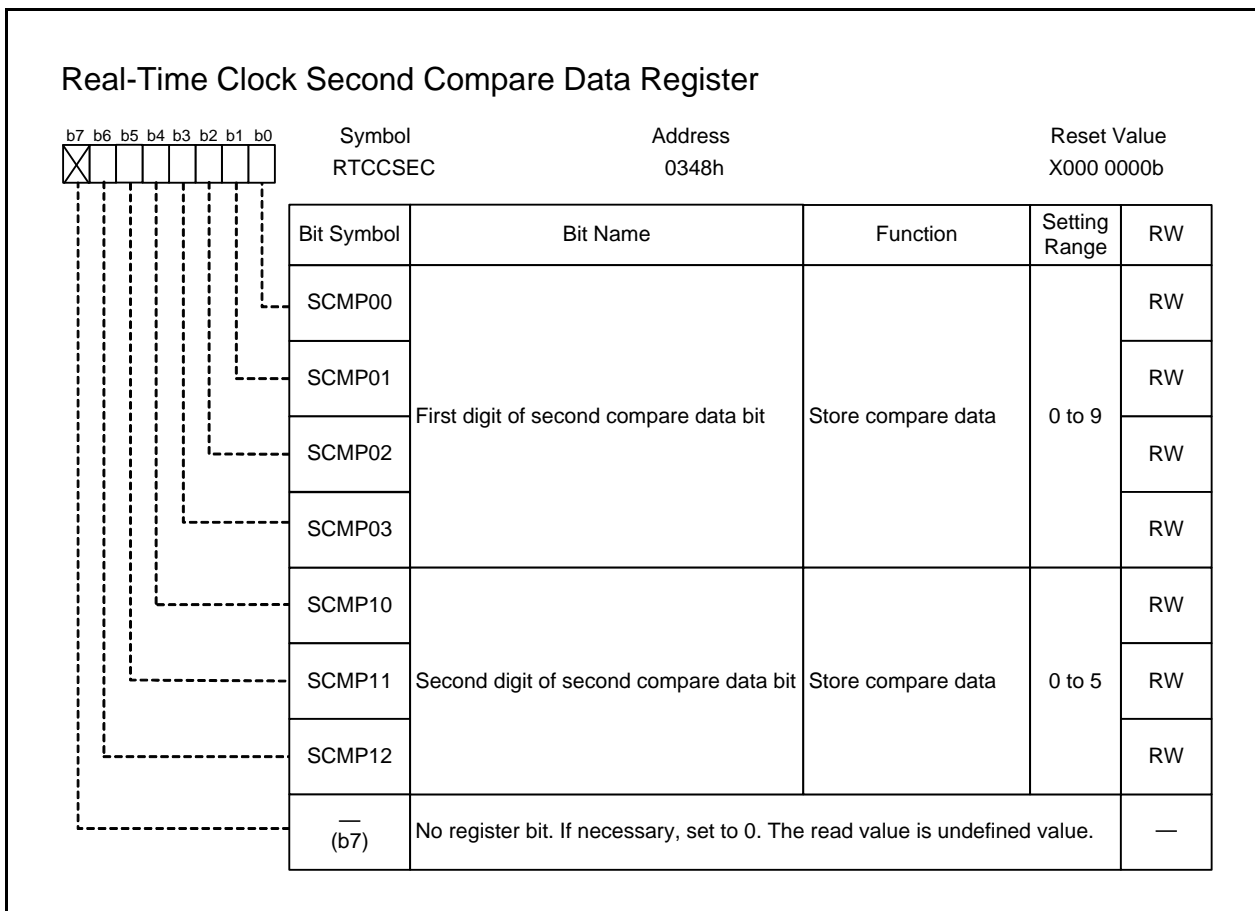 Real-Time Clock Second Compare Data Register
b7 b6 b5 b4 b3 b2 b1 b0
Symbol Address Reset Value
RTCCSEC 0348h X000 0000b
Bit Symbol Bit Name Function Setting Range RW
SCMP00 RW
SCMP01 RW
First digit of second compare data bit Store compare data 0 to 9
SCMP02 RW
SCMP03 RW
SCMP10 RW
SCMP11 Second digit of second compare data bit Store compare data 0 to 5 RW
SCMP12 RW
— (b7) No register bit. If necessary, set to 0. The read value is undefined value. —